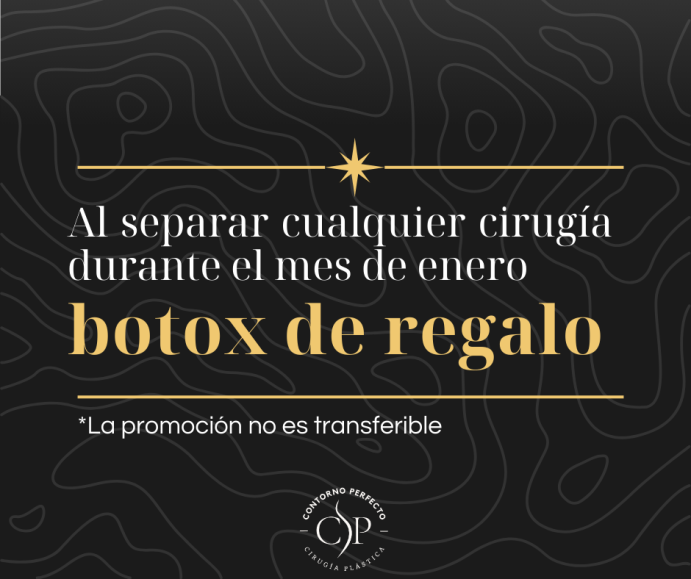 Al separar cualquier cirugía
durante el mes de enero
botox de regalo
*La promoción no es transferible
CONTORNO PERFECTO
CP
CIRUGÍA PLÁSTICA